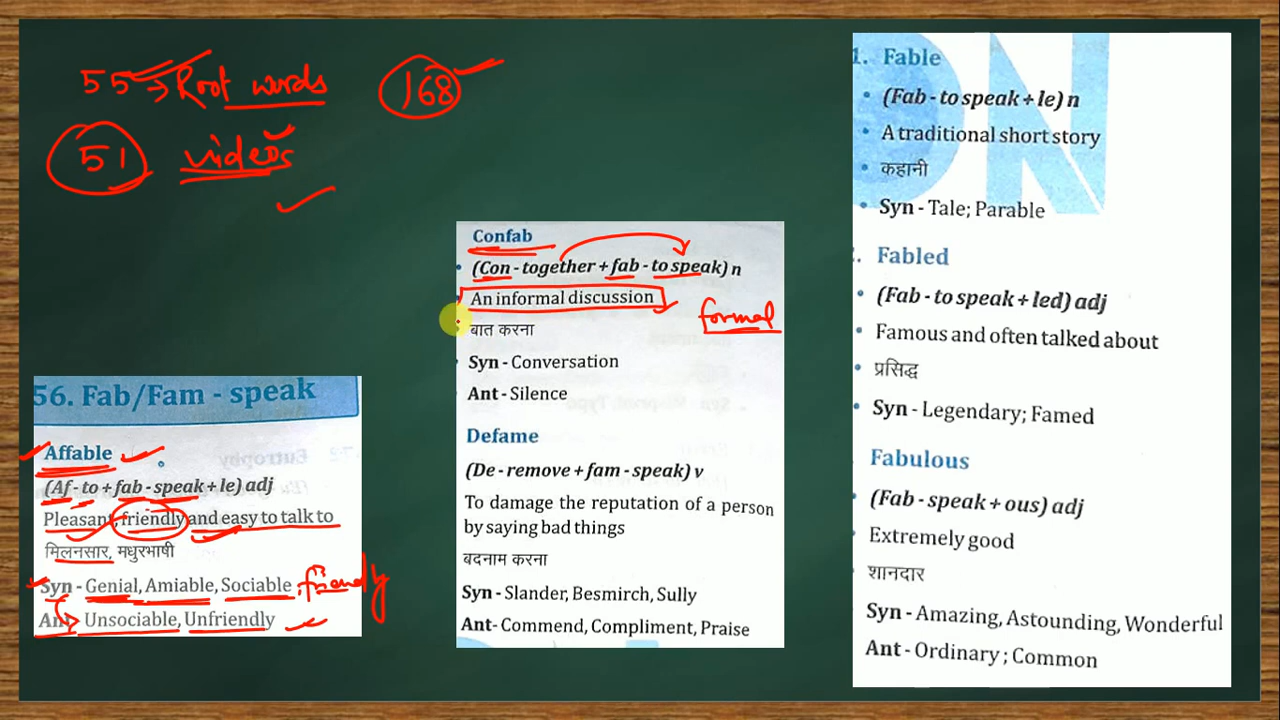 55 → Root words 168
51 videos
56. Fab/Fam - speak
Affable
(Af - to + fab - speak + le) adj
Pleasant, friendly and easy to talk to
मिलनसार, मधुरभाषी
Syn - Genial, Amiable, Sociable, friendly
Ant - Unsociable, Unfriendly
Confab
(Con - together + fab - to speak) n
An informal discussion
formal
बात करना
Syn - Conversation
Ant - Silence
Defame
(De - remove + fam - speak) v
To damage the reputation of a person
by saying bad things
बदनाम करना
Syn - Slander, Besmirch, Sully
Ant- Commend, Compliment, Praise
1. Fable
(Fab - to speak + le) n
A traditional short story
कहानी
Syn - Tale; Parable
2. Fabled
(Fab - to speak + led) adj
Famous and often talked about
प्रसिद्ध
Syn - Legendary; Famed
Fabulous
(Fab - speak + ous) adj
Extremely good
शानदार
Syn - Amazing, Astounding, Wonderful
Ant - Ordinary ; Common